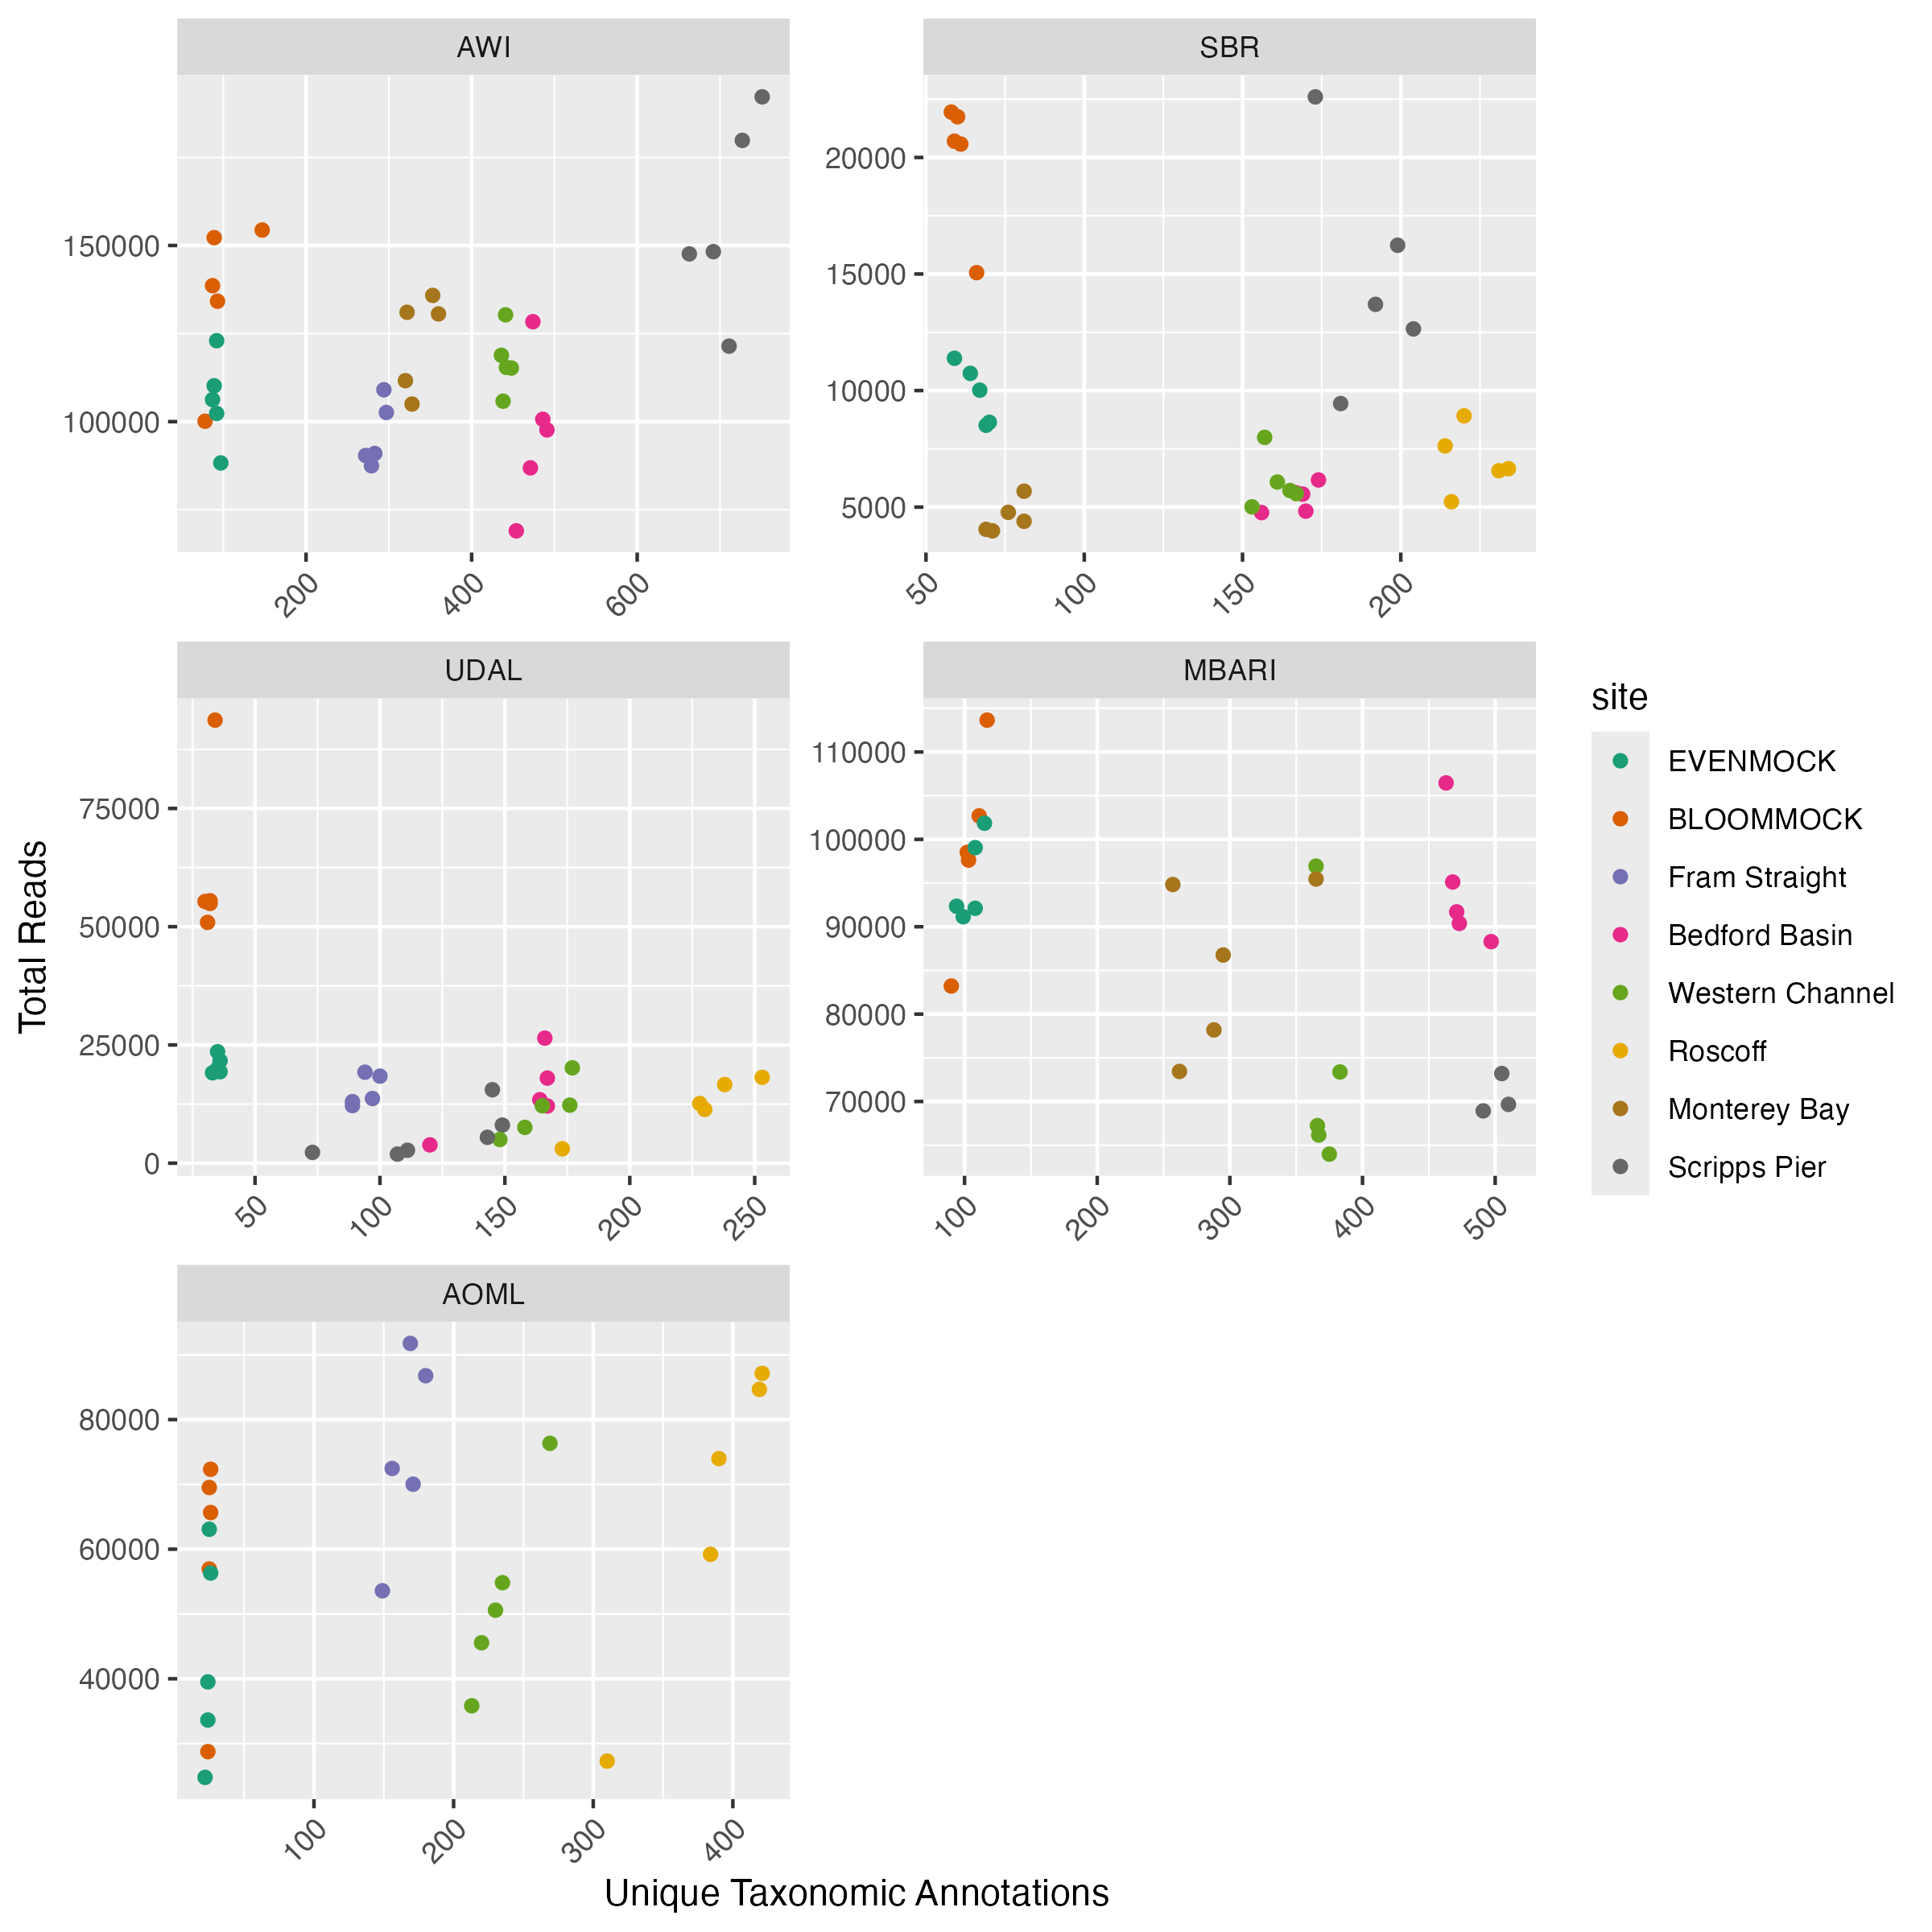 AWI
SBR
150000
100000
200
400
600
20000
15000
10000
5000
50
100
150
200
UDAL
MBARI
75000
50000
25000
0
50
100
150
200
250
110000
100000
90000
80000
70000
100
200
300
400
500
AOML
80000
60000
40000
100
200
300
400
Total Reads
Unique Taxonomic Annotations
site
EVENMOCK
BLOOMMOCK
Fram Straight
Bedford Basin
Western Channel
Roscoff
Monterey Bay
Scripps Pier